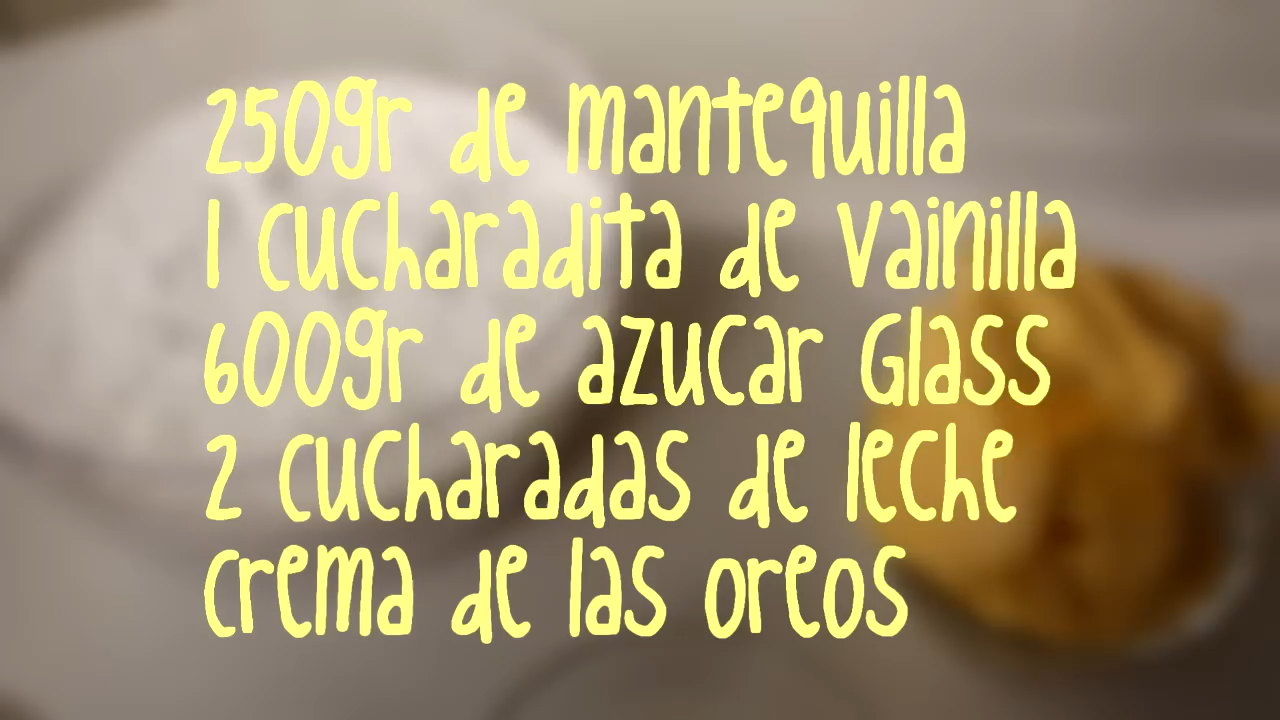 250gr de mantequilla
1 cucharadita de vainilla
600gr de azucar Glass
2 cucharadas de leche
crema de las oreos